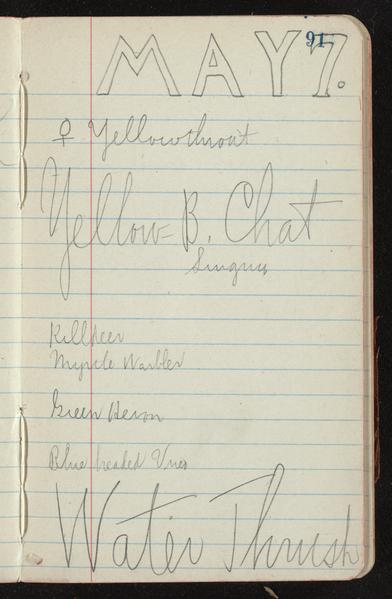 91
MAY 7.
♀ Yellowthroat
Yellow=B. Chat
Singing
Killdeer
Myrtle Warbler
Green Heron
Blue headed Vireo
Water Thrush